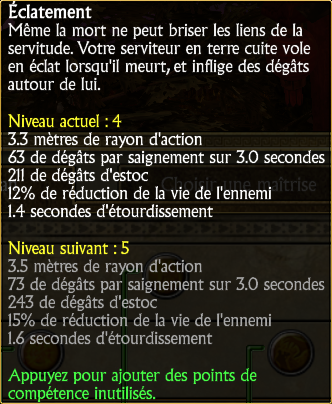 Éclatement
Même la mort ne peut briser les liens de la
servitude. Votre serviteur en terre cuite vole
en éclat lorsqu'il meurt, et inflige des dégâts
autour de lui.
Niveau actuel : 4
3.3 mètres de rayon d'action
63 de dégâts par saignement sur 3.0 secondes
211 de dégâts d'estoc
12% de réduction de la vie de l'ennemi
Choisir une maîtrise
1.4 secondes d'étourdissement
Niveau suivant : 5
3.5 mètres de rayon d'action
73 de dégâts par saignement sur 3.0 secondes
243 de dégâts d'estoc
15% de réduction de la vie de l'ennemi
1.6 secondes d'étourdissement
Appuyez pour ajouter des points de
compétence inutilisés.